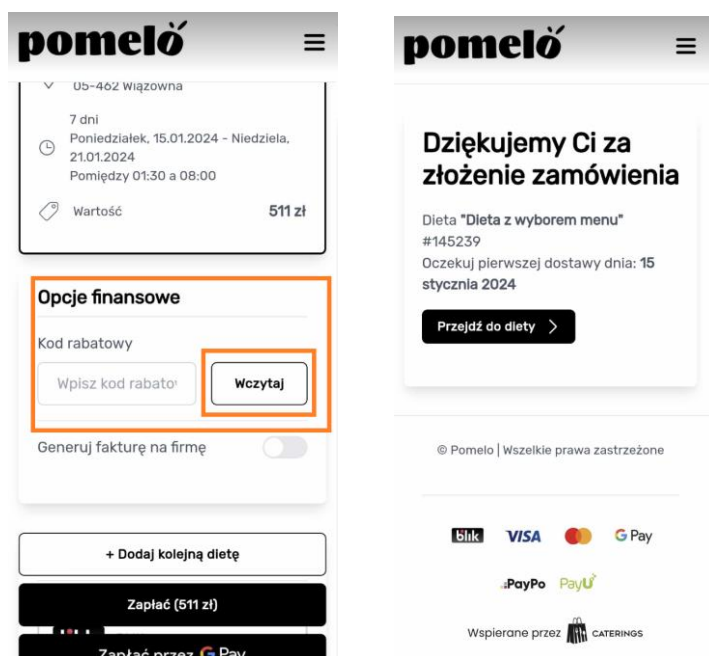 pomelo
05-462 Wiązowna
7 dni
Poniedziałek, 15.01.2024 - Niedziela,
21.01.2024
Pomiędzy 01:30 a 08:00
Wartość 511 zł
Opcje finansowe
Kod rabatowy
Wpisz kod rabato
Wczytaj
Generuj fakturę na firmę
+ Dodaj kolejną dietę
Zapłać (511 zł)
Zapłać przez G Pay
pomelo
Dziękujemy Ci za
złożenie zamówienia
Dieta "Dieta z wyborem menu"
#145239
Oczekuj pierwszej dostawy dnia: 15
stycznia 2024
Przejdź do diety
© Pomelo | Wszelkie prawa zastrzeżone
blik VISA G Pay
PayPo PayU
Wspierane przez CATERINGS